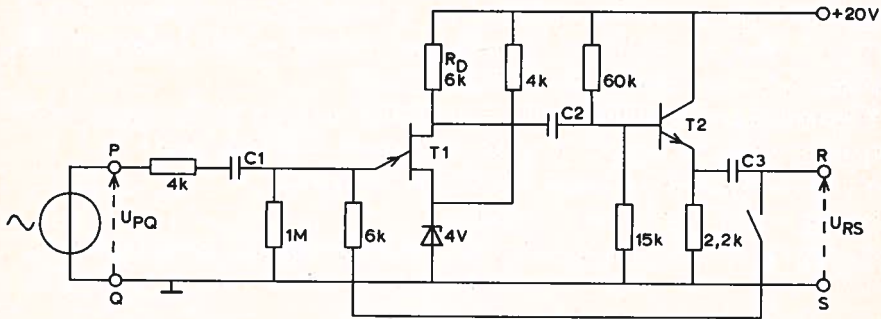 +20V
R_D
6k
4k
60k
C2
T2
P
C1
T1
C3
R
4k
U_PQ
1M
6k
4V
15k
2,2k
U_RS
Q
S